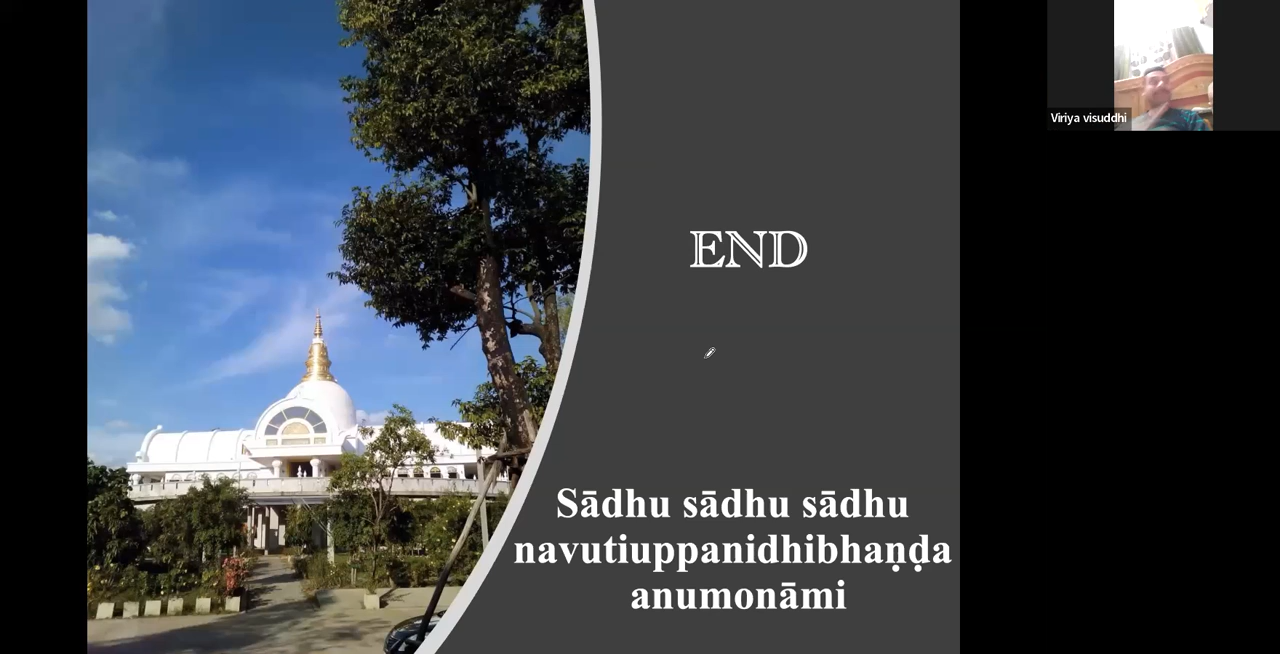 END
Sādhu sādhu sādhu
navutiuppanidhibhaṇḍa
anumonāmi
Viriya visuddhi